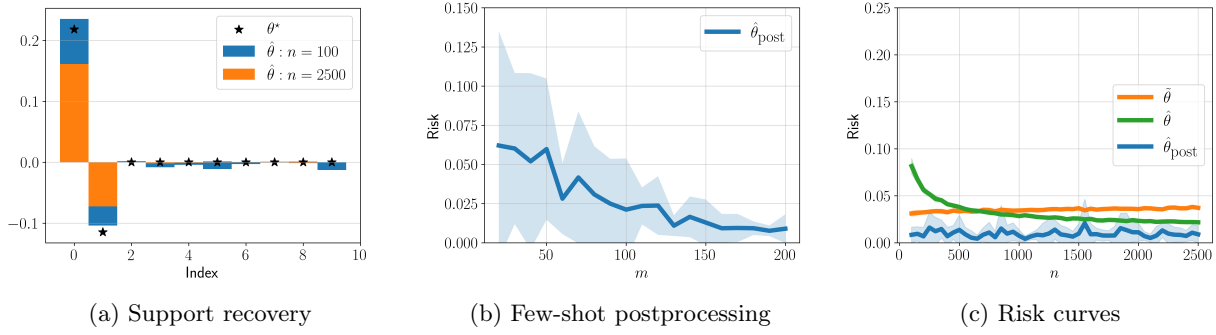 0.2
0.1
0.0
−0.1
0
2
4
6
8
10
Index
θ⋆
θ̂ : n = 100
θ̂ : n = 2500
(a) Support recovery
0.150
0.125
0.100
0.075
0.050
0.025
0.000
Risk
50
100
150
200
m
θ̂post
(b) Few-shot postprocessing
0.25
0.20
0.15
0.10
0.05
0.00
Risk
0
500
1000
1500
2000
2500
n
θ̃
θ̂
θ̂post
(c) Risk curves